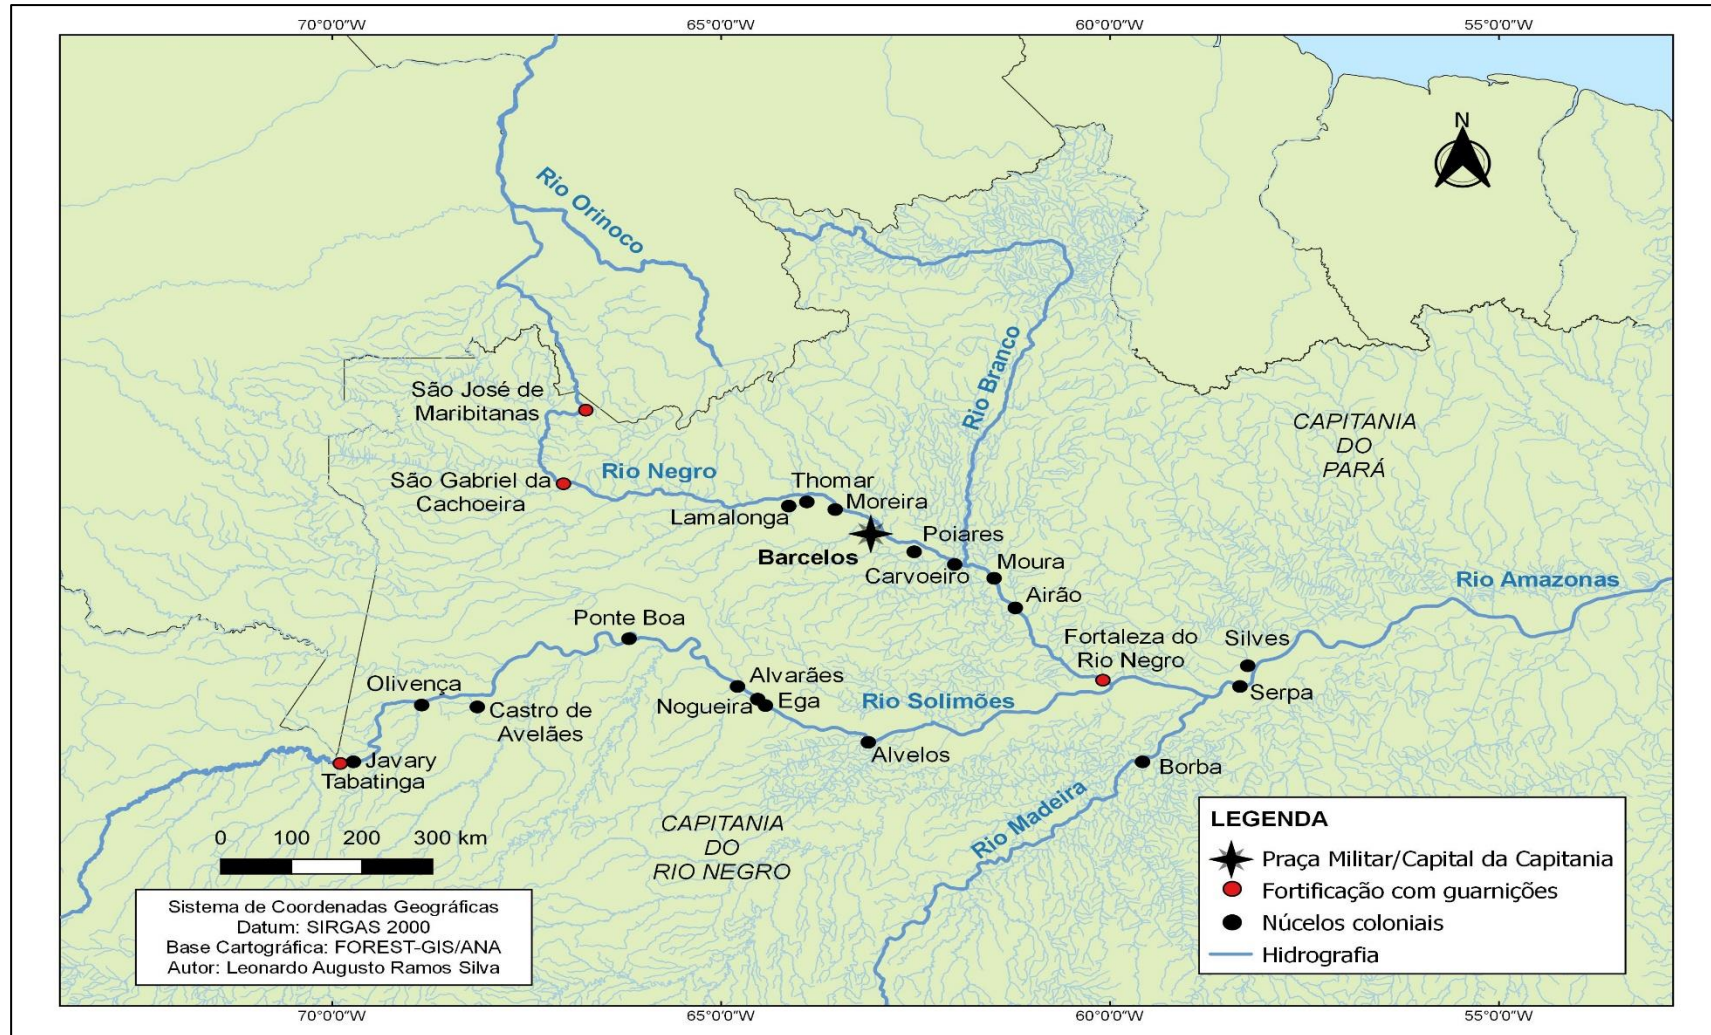 70°0'0"W
65°0'0"W
60°0'0"W
55°0'0"W
N
Rio Orinoco
Rio Branco
São José de
Maribitanas
CAPITANIA
DO
PARÁ
Rio Negro
São Gabriel da
Cachoeira
Thomar
Moreira
Lamalonga
Poiares
Barcelos
Carvoeiro
Moura
Rio Amazonas
Airão
Ponte Boa
Fortaleza do
Rio Negro
Silves
Alvarães
Olivença
Nogueira
Ega
Rio Solimões
Serpa
Castro de
Avelães
Alvelos
Javary
Tabatinga
Borba
Rio Madeira
CAPITANIA
DO
RIO NEGRO
0 100 200 300 km
Sistema de Coordenadas Geográficas
Datum: SIRGAS 2000
Base Cartográfica: FOREST-GIS/ANA
Autor: Leonardo Augusto Ramos Silva
LEGENDA
Praça Militar/Capital da Capitania
Fortificação com guarnições
Núcelos coloniais
Hidrografia
70°0'0"W
65°0'0"W
60°0'0"W
55°0'0"W